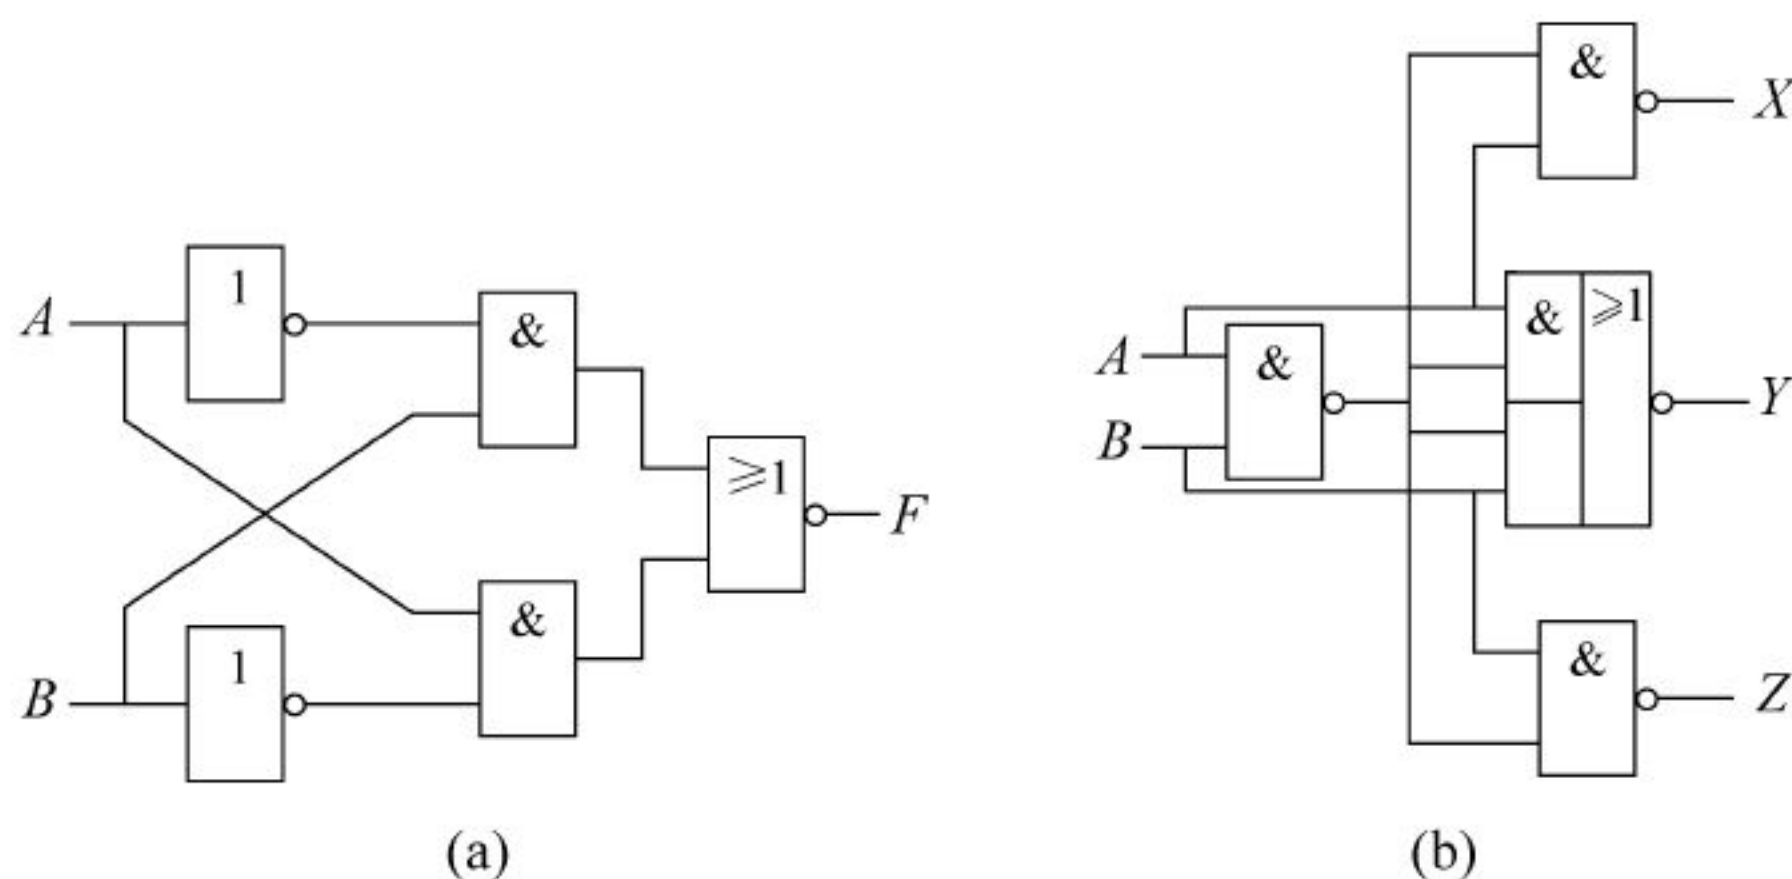 & X
1 & A & ≥1
A & Y
F
≥1 B
B 1 & & Z
(a) (b)